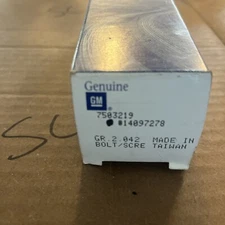 Genuine
GM
7503219
#14097278
GR 2.042 MADE IN
BOLT/SCRE TAIWAN